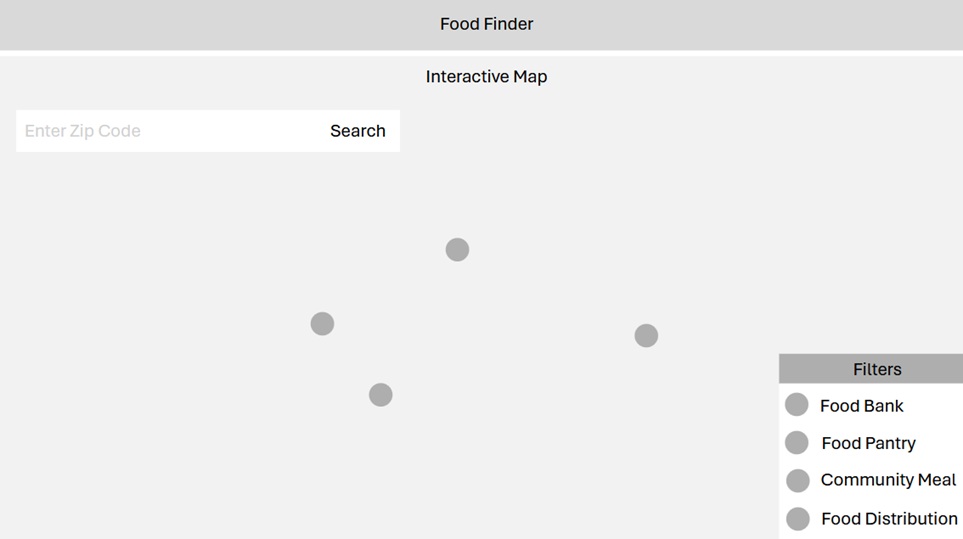 Food Finder
Interactive Map
Enter Zip Code Search
Filters
Food Bank
Food Pantry
Community Meal
Food Distribution